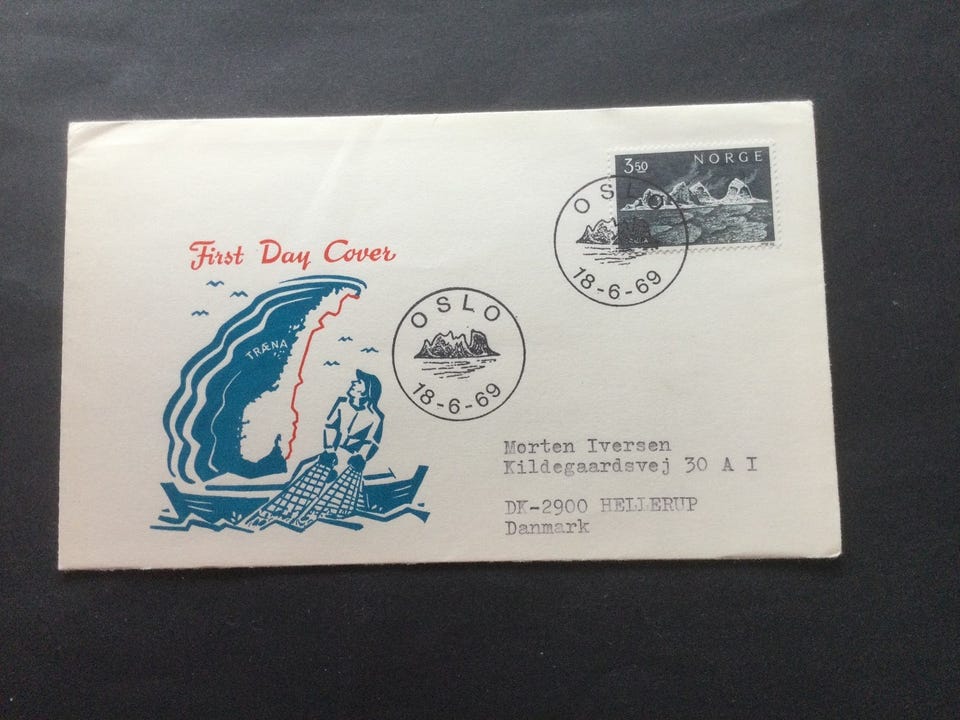 3.50 NORGE
OSLO
18-6-69
First Day Cover
TRÆNA
OSLO
18-6-69
Morten Iversen
Kildegaardsvej 30 A I
DK-2900 HELLERUP
Danmark